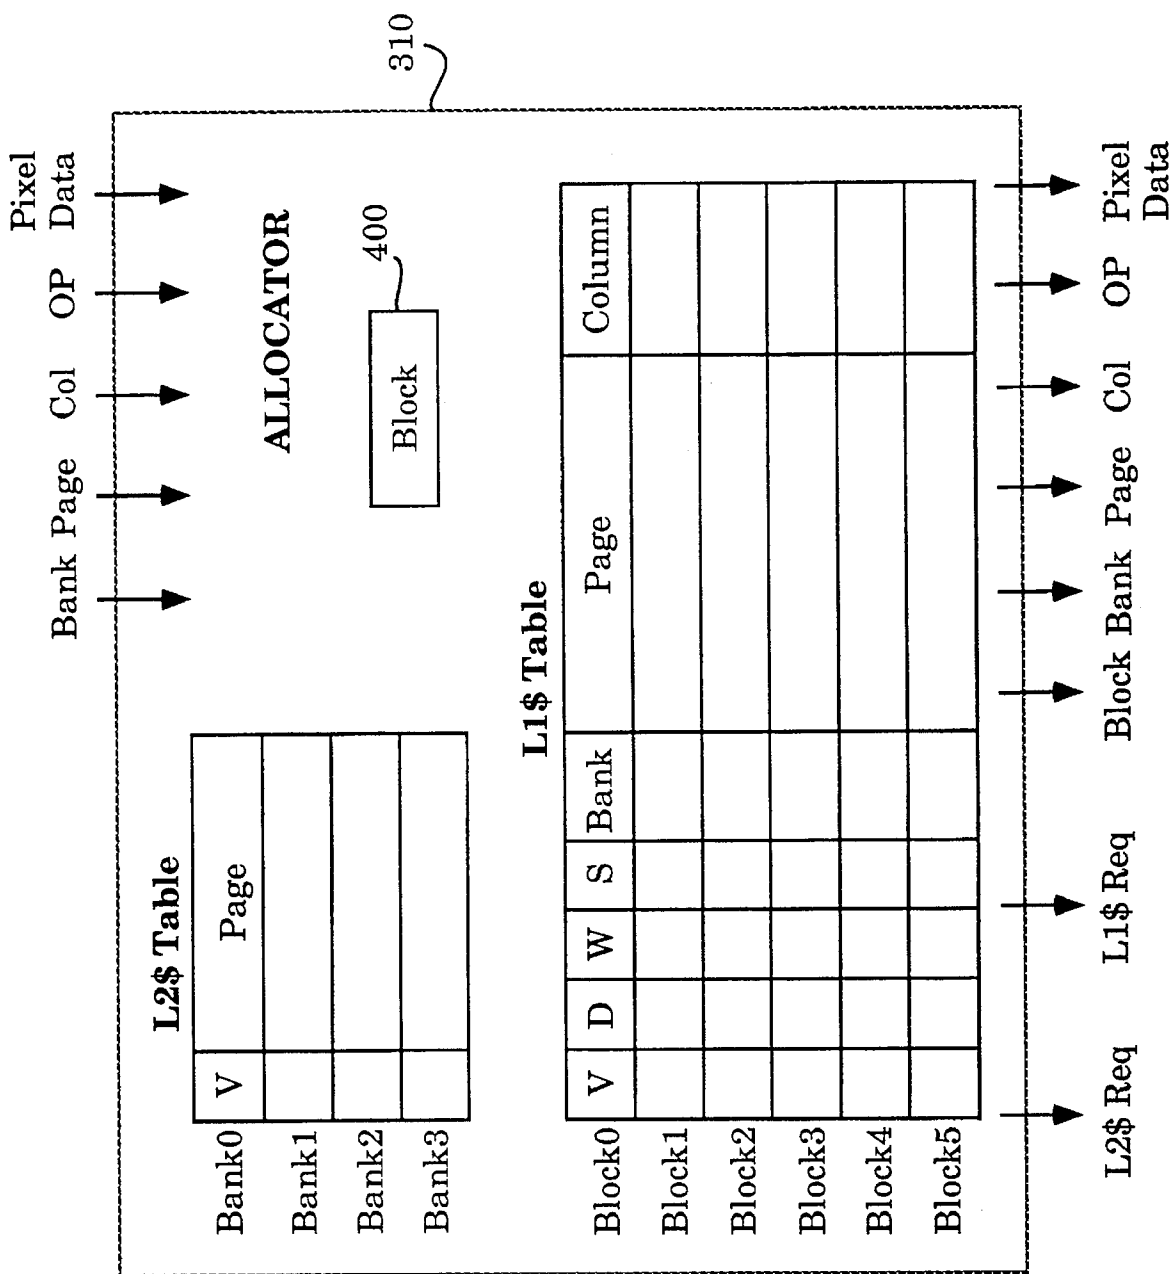 Pixel
Bank Page Col OP Data
310
ALLOCATOR
400
Block
L2$ Table
Bank0 V Page
Bank1
Bank2
Bank3
L1$ Table
Block0 V D W S Bank Page Column
Block1
Block2
Block3
Block4
Block5
L2$ Req L1$ Req Block Bank Page Col OP Pixel
Data